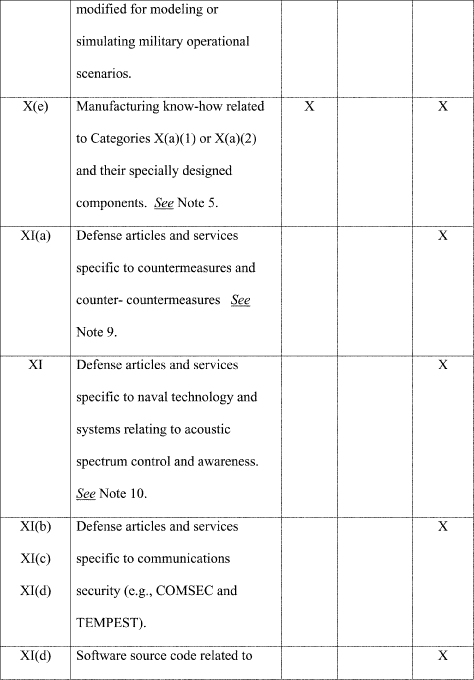 modified for modeling or
simulating military operational
scenarios.
X(e) Manufacturing know-how related X X
to Categories X(a)(1) or X(a)(2)
and their specially designed
components. See Note 5.
XI(a) Defense articles and services X
specific to countermeasures and
counter- countermeasures See
Note 9.
XI Defense articles and services X
specific to naval technology and
systems relating to acoustic
spectrum control and awareness.
See Note 10.
XI(b) Defense articles and services X
XI(c) specific to communications
XI(d) security (e.g., COMSEC and
TEMPEST).
XI(d) Software source code related to X